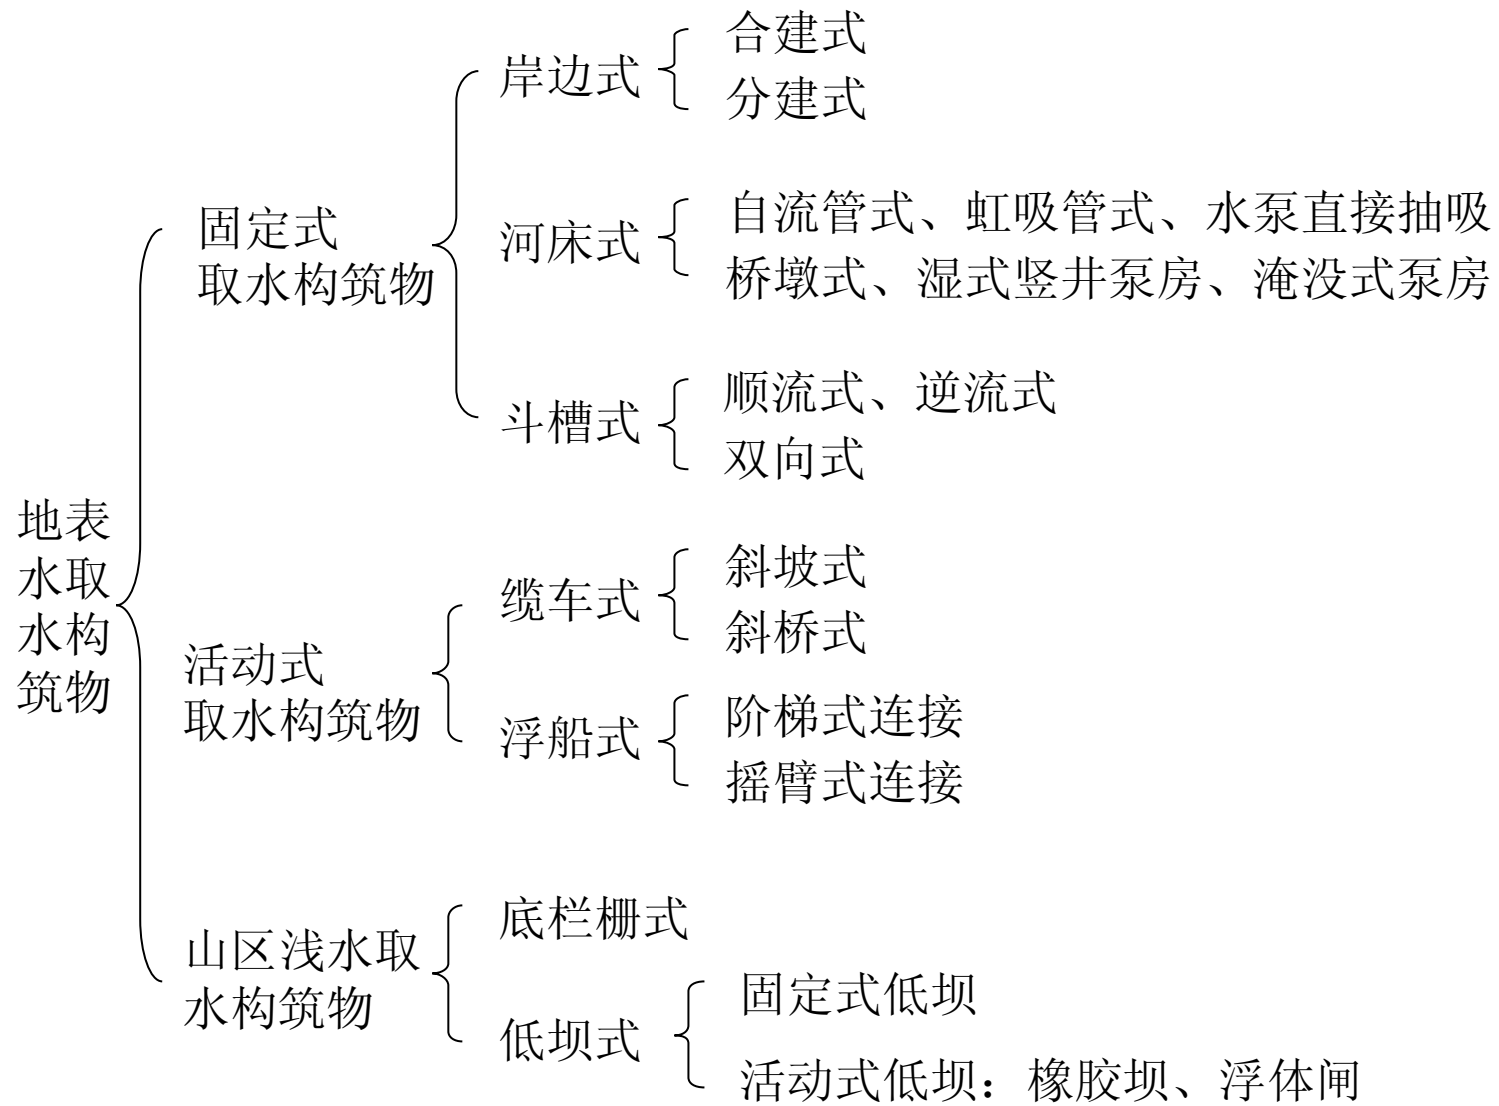 地表
水取
水构
筑物
固定式
取水构筑物
岸边式
合建式
分建式
河床式
自流管式、虹吸管式、水泵直接抽吸
桥墩式、湿式竖井泵房、淹没式泵房
斗槽式
顺流式、逆流式
双向式
活动式
取水构筑物
缆车式
斜坡式
斜桥式
浮船式
阶梯式连接
摇臂式连接
山区浅水取
水构筑物
底栏栅式
低坝式
固定式低坝
活动式低坝：橡胶坝、浮体闸